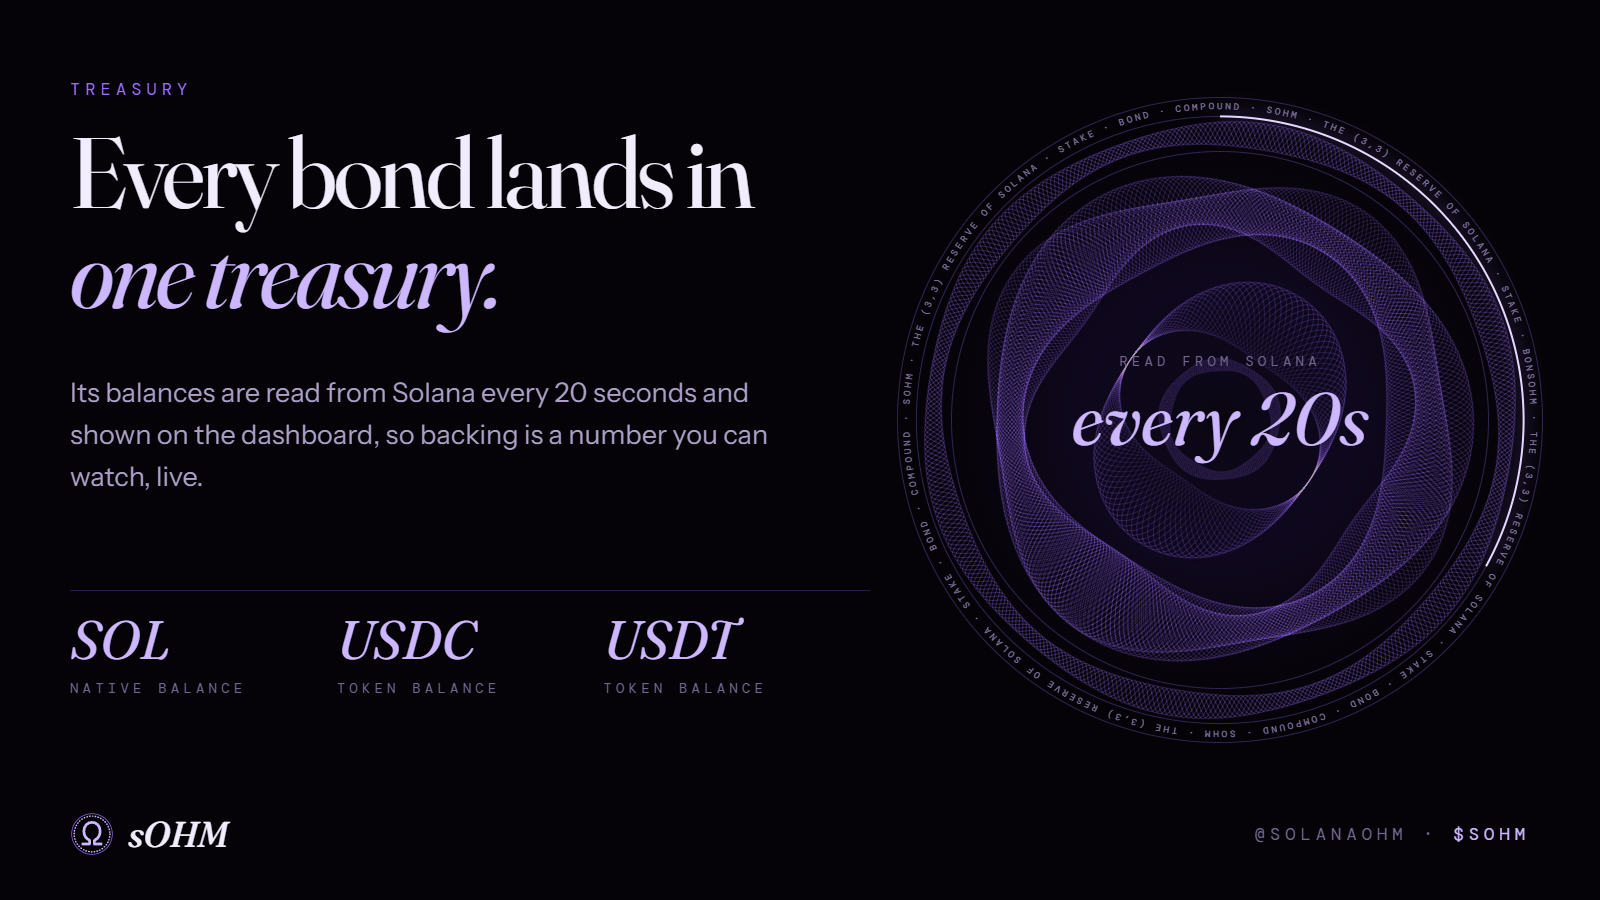 TREASURY
Every bond lands in
one treasury.
Its balances are read from Solana every 20 seconds and
shown on the dashboard, so backing is a number you can
watch, live.
SOL
NATIVE BALANCE
USDC
TOKEN BALANCE
USDT
TOKEN BALANCE
SOHM · THE (3,3) RESERVE OF SOLANA · STAKE · BOND · COMPOUND · SOHM · THE (3,3) RESERVE OF SOLANA · STAKE · BONSOHM · THE (3,3) RESERVE OF SOLANA · STAKE · BOND · COMPOUND · SOHM · THE (3,3) RESERVE OF SOLANA · STAKE · BOND · COMPOUND ·
READ FROM SOLANA
every 20s
Ω
sOHM
@SOLANAOHM · $SOHM